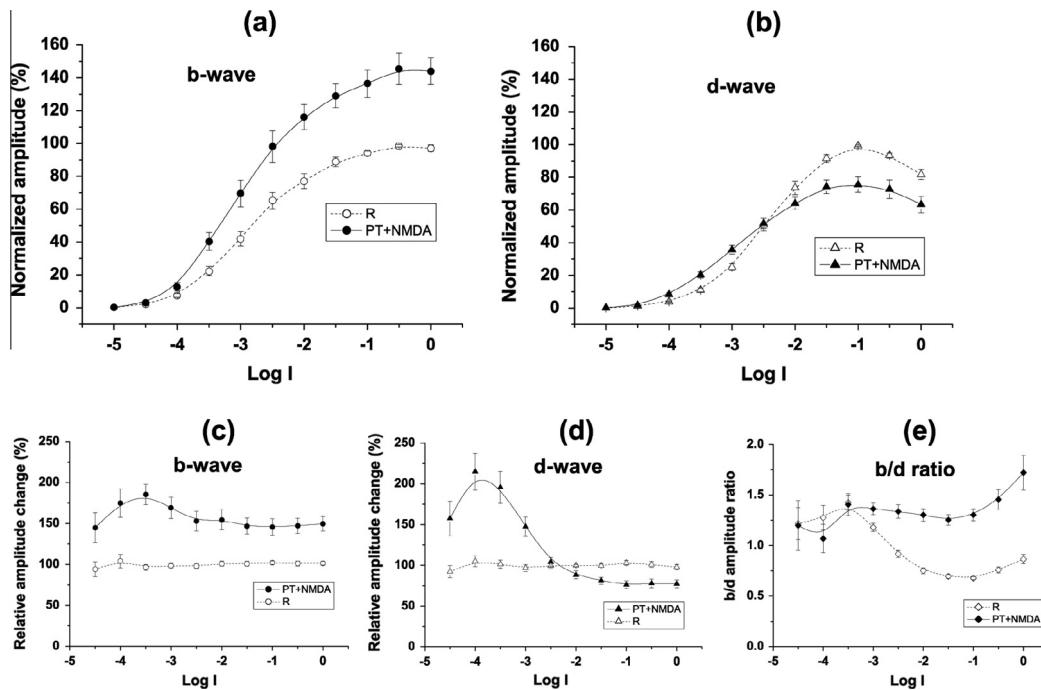 (a)
b-wave
Normalized amplitude (%)
160
140
120
100
80
60
40
20
0
R
PT+NMDA
-5 -4 -3 -2 -1 0
Log I
(b)
d-wave
Normalized amplitude (%)
160
140
120
100
80
60
40
20
0
R
PT+NMDA
-5 -4 -3 -2 -1 0
Log I
(c)
b-wave
Relative amplitude change (%)
250
200
150
100
50
0
PT+NMDA
R
-5 -4 -3 -2 -1 0
Log I
(d)
d-wave
Relative amplitude change (%)
250
200
150
100
50
0
PT+NMDA
R
-5 -4 -3 -2 -1 0
Log I
(e)
b/d ratio
b/d amplitude ratio
2.0
1.5
1.0
0.5
0.0
R
PT+NMDA
-5 -4 -3 -2 -1 0
Log I